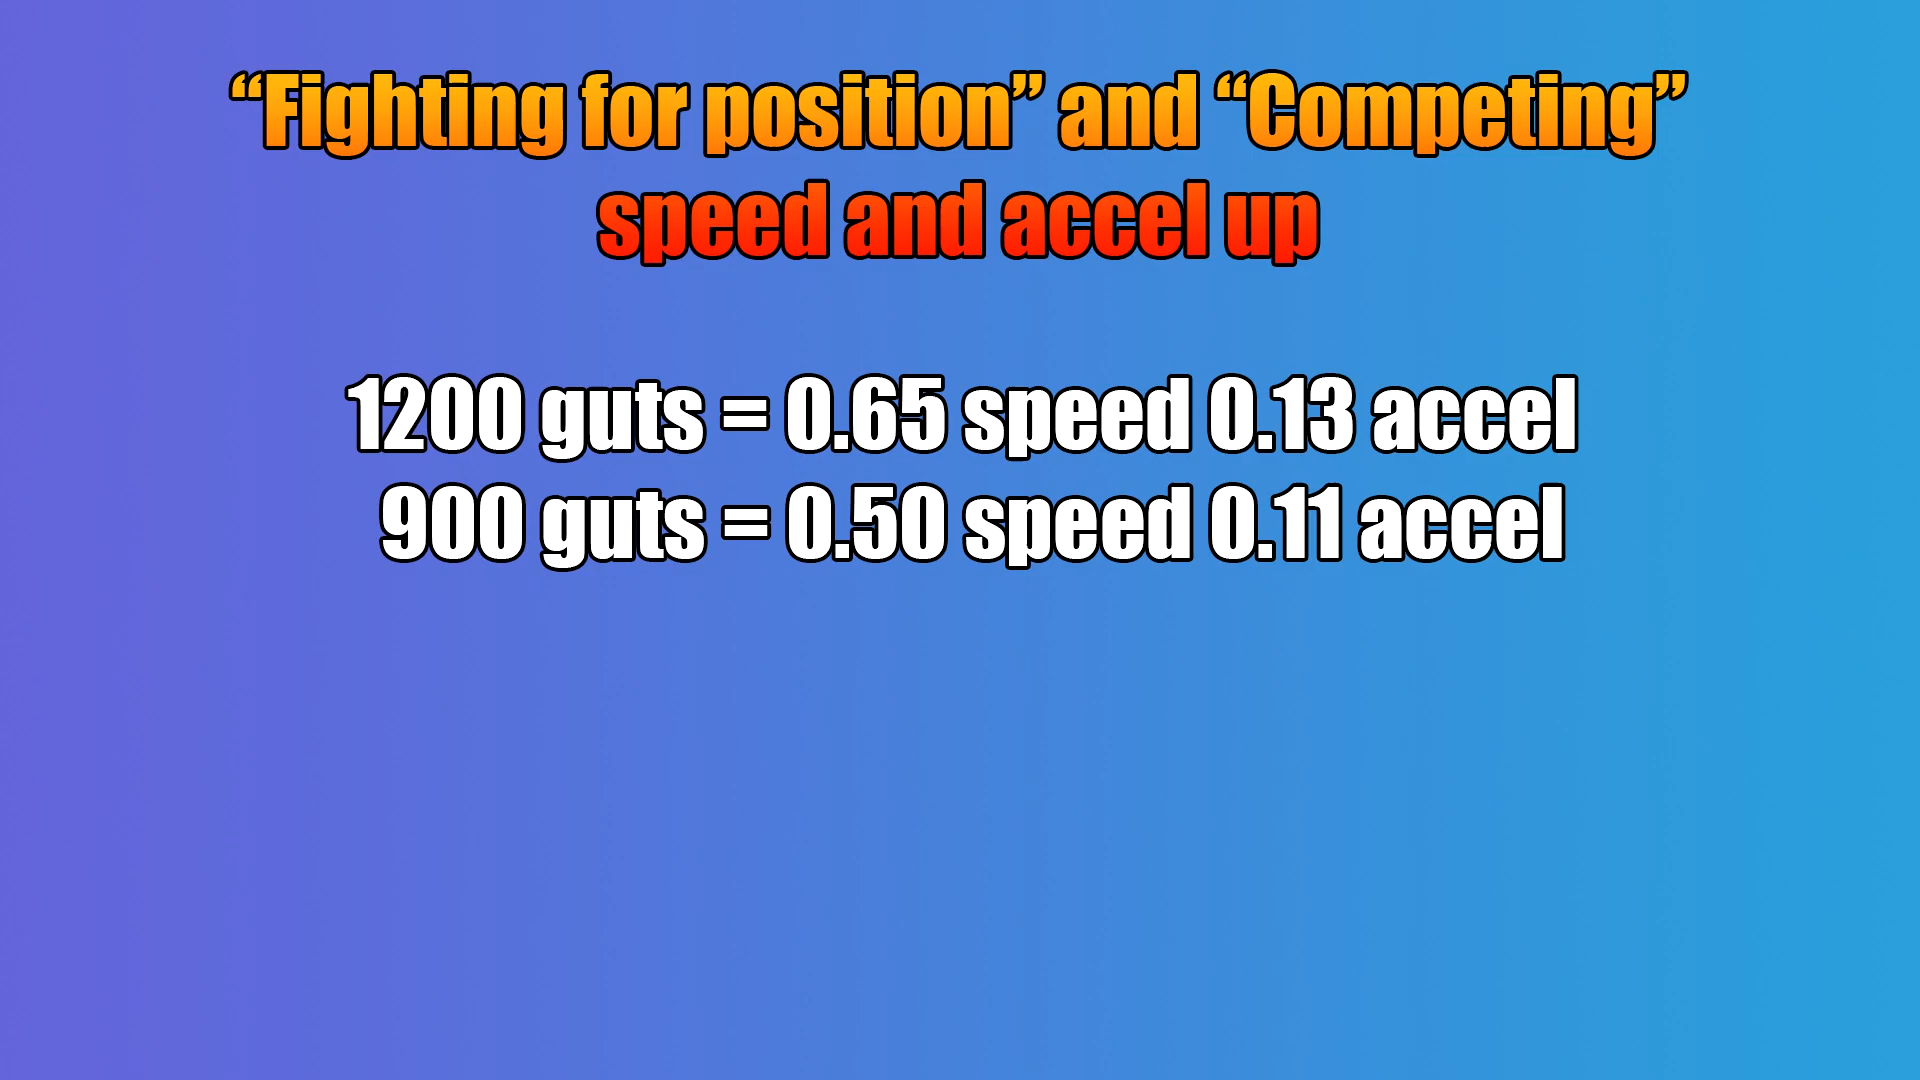 “Fighting for position” and “Competing”
speed and accel up
1200 guts = 0.65 speed 0.13 accel
900 guts = 0.50 speed 0.11 accel